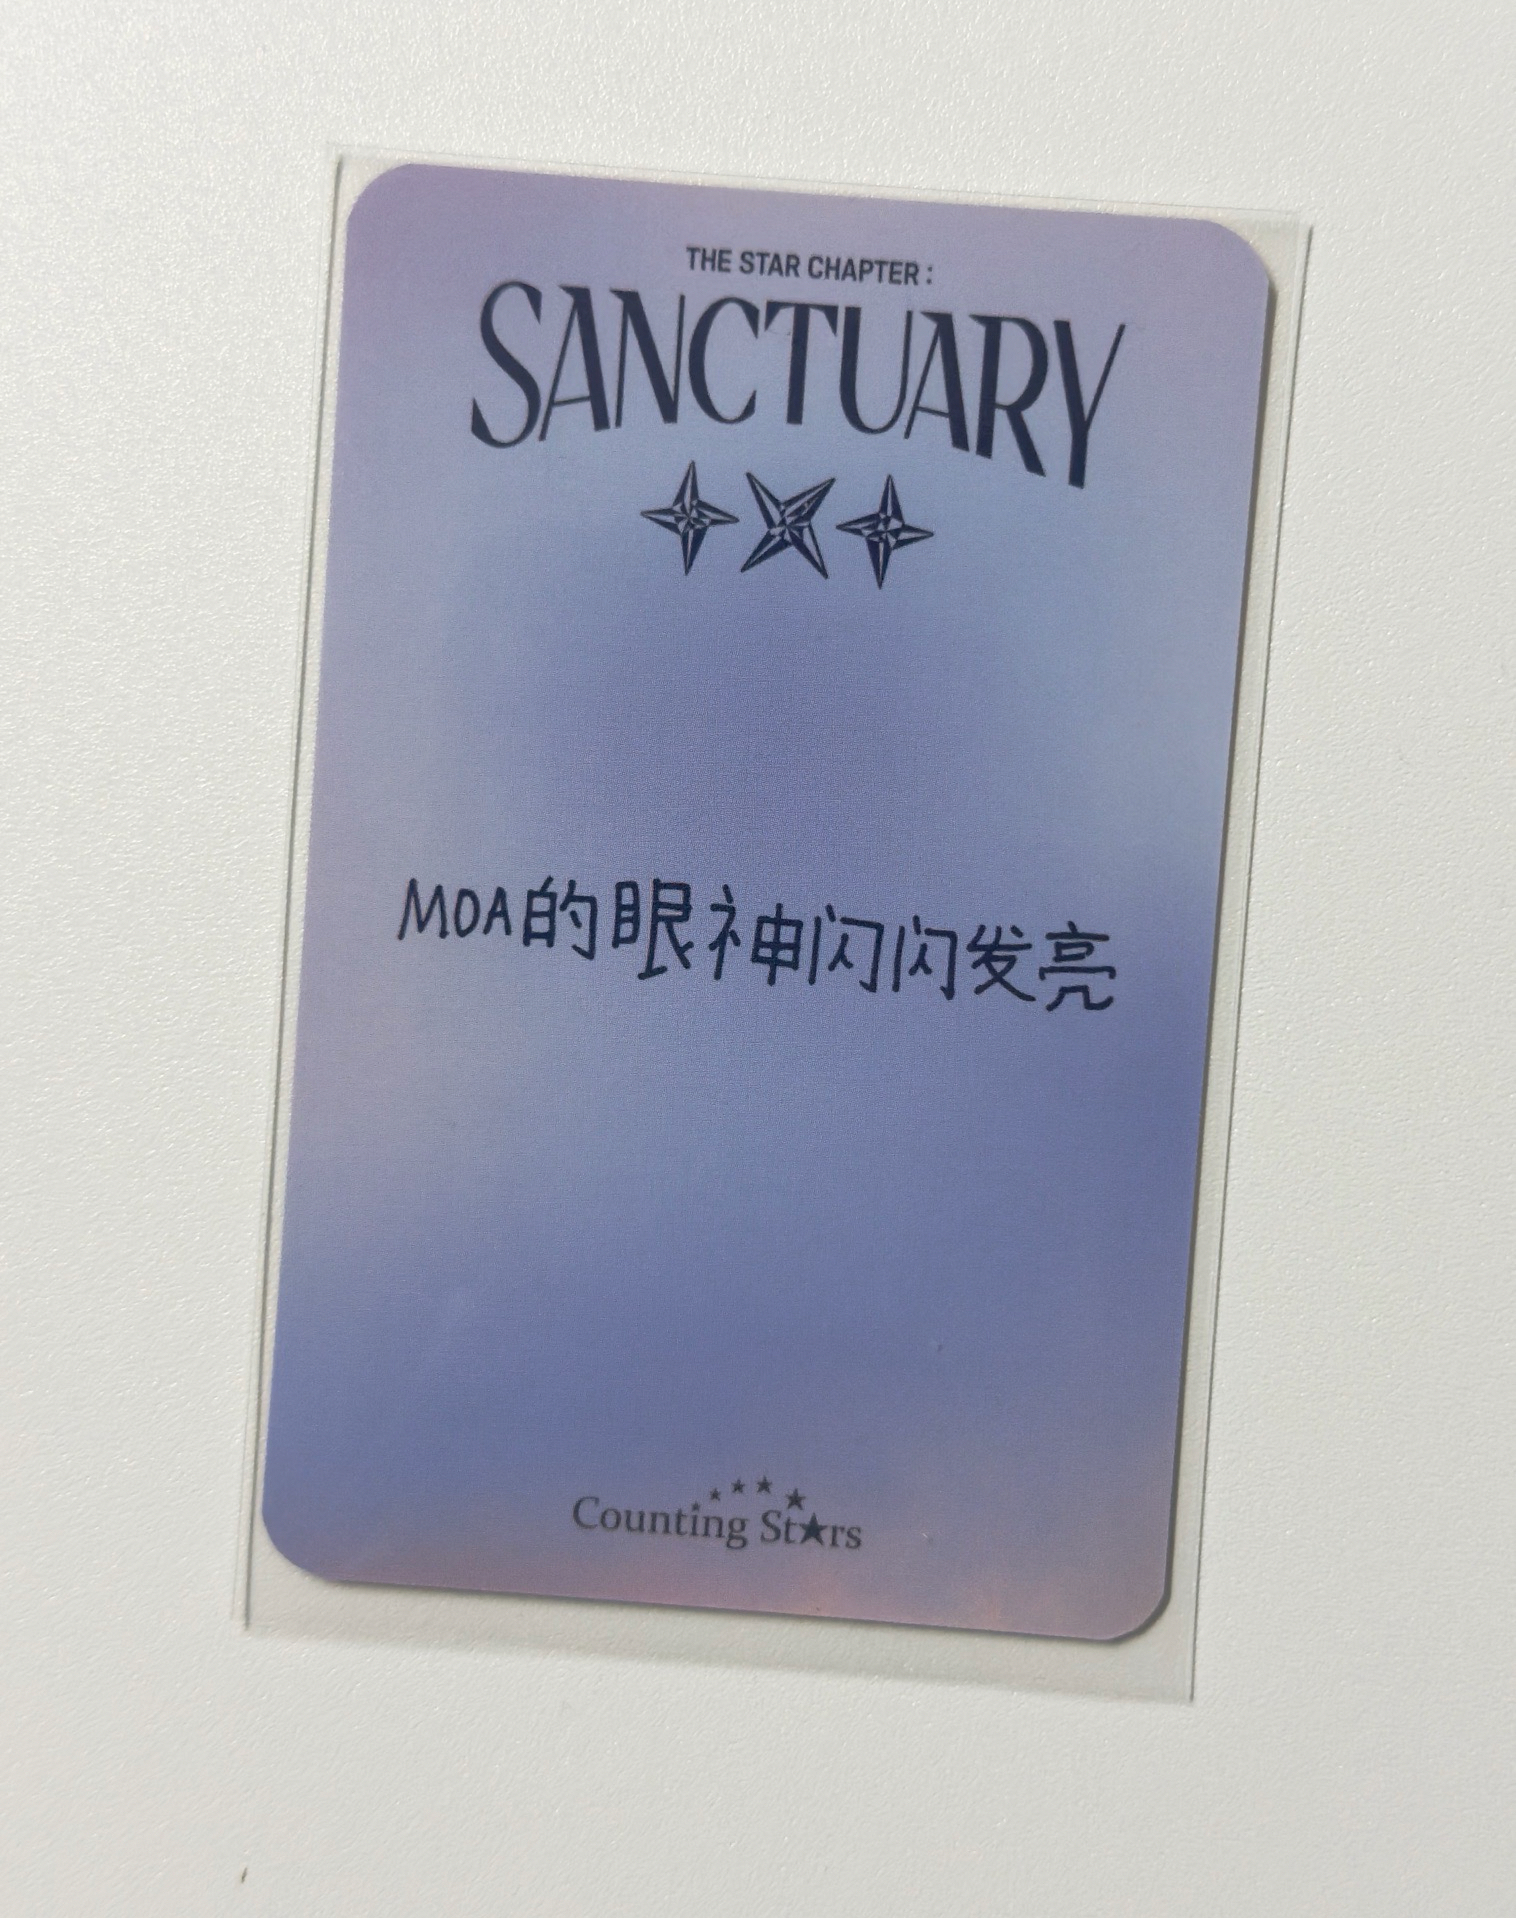 THE STAR CHAPTER :
SANCTUARY
MOA的眼神闪闪发亮
Counting Stars